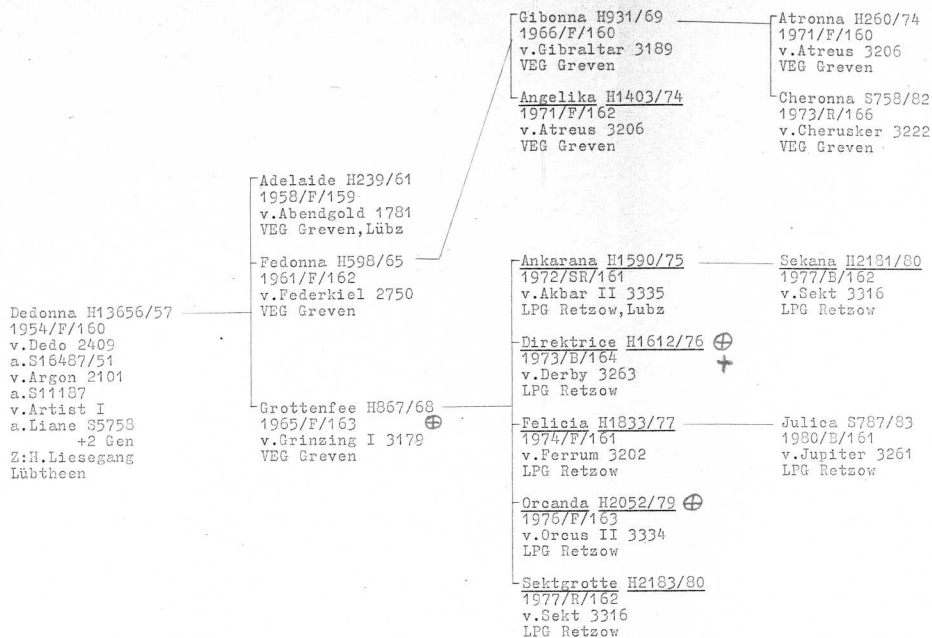 Dedonna H13656/57
1954/F/160
v.Dedo 2409
a.S16487/51
v.Argon 2101
a.S11187
v.Artist I
a.Liane S5758
+2 Gen
Z:H.Liesegang
Lübtheen
Adelaide H239/61
1958/F/159
v.Abendgold 1781
VEG Greven,Lübz
Fedonna H598/65
1961/F/162
v.Federkiel 2750
VEG Greven
Grottenfee H867/68
1965/F/163
v.Grinzing I 3179
VEG Greven
Gibonna H931/69
1966/F/160
v.Gibraltar 3189
VEG Greven
Angelika H1403/74
1971/F/162
v.Atreus 3206
VEG Greven
Ankarana H1590/75
1972/SR/161
v.Akbar II 3335
LPG Retzow,Lubz
Direktrice H1612/76
1973/B/164
v.Derby 3263
LPG Retzow
Felicia H1833/77
1974/F/161
v.Ferrum 3202
LPG Retzow
Orcanda H2052/79
1976/F/163
v.Orcus II 3334
LPG Retzow
Sektgrotte H2183/80
1977/R/162
v.Sekt 3316
LPG Retzow
Atronna H260/74
1971/F/160
v.Atreus 3206
VEG Greven
Cheronna S758/82
1973/R/166
v.Cherusker 3222
VEG Greven
Sekana H2181/80
1977/B/162
v.Sekt 3316
LPG Retzow
Julica S787/83
1980/B/161
v.Jupiter 3261
LPG Retzow